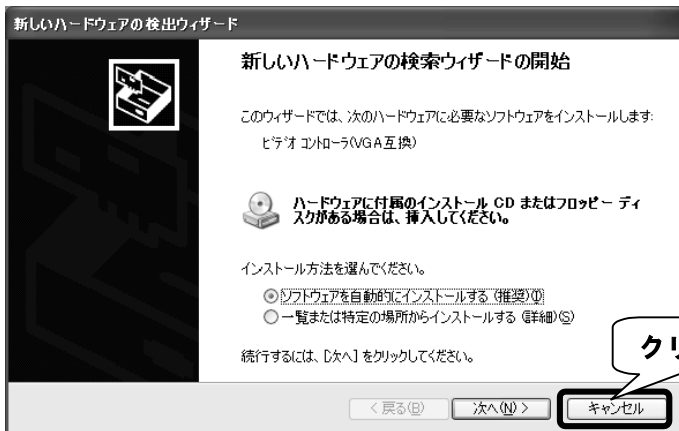 新しいハードウェアの検出ウィザード
新しいハードウェアの検索ウィザードの開始
このウィザードでは、次のハードウェアに必要なソフトウェアをインストールします:
ビデオ コントローラ(VGA互換)
ハードウェアに付属のインストール CD またはフロッピー ディ
スクがある場合は、挿入してください。
インストール方法を選んでください。
ソフトウェアを自動的にインストールする (推奨)(I)
一覧または特定の場所からインストールする (詳細)(S)
続行するには、[次へ] をクリックしてください。
クリ
< 戻る(B)
次へ(N) >
キャンセル